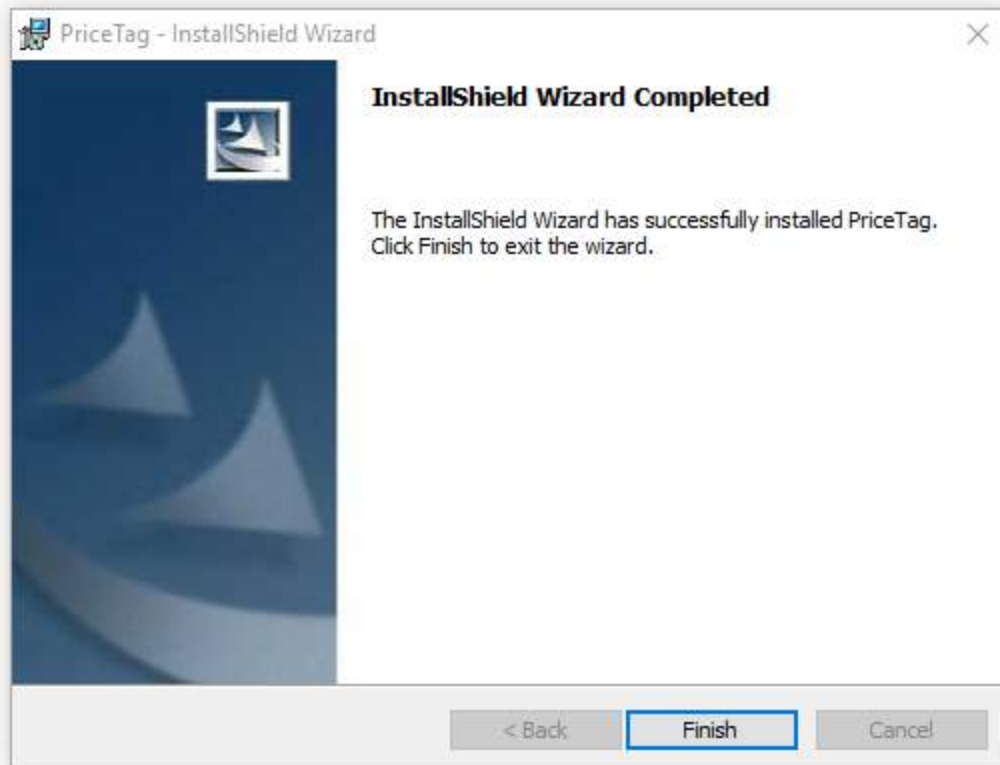 PriceTag - InstallShield Wizard
InstallShield Wizard Completed
The InstallShield Wizard has successfully installed PriceTag.
Click Finish to exit the wizard.
< Back
Finish
Cancel